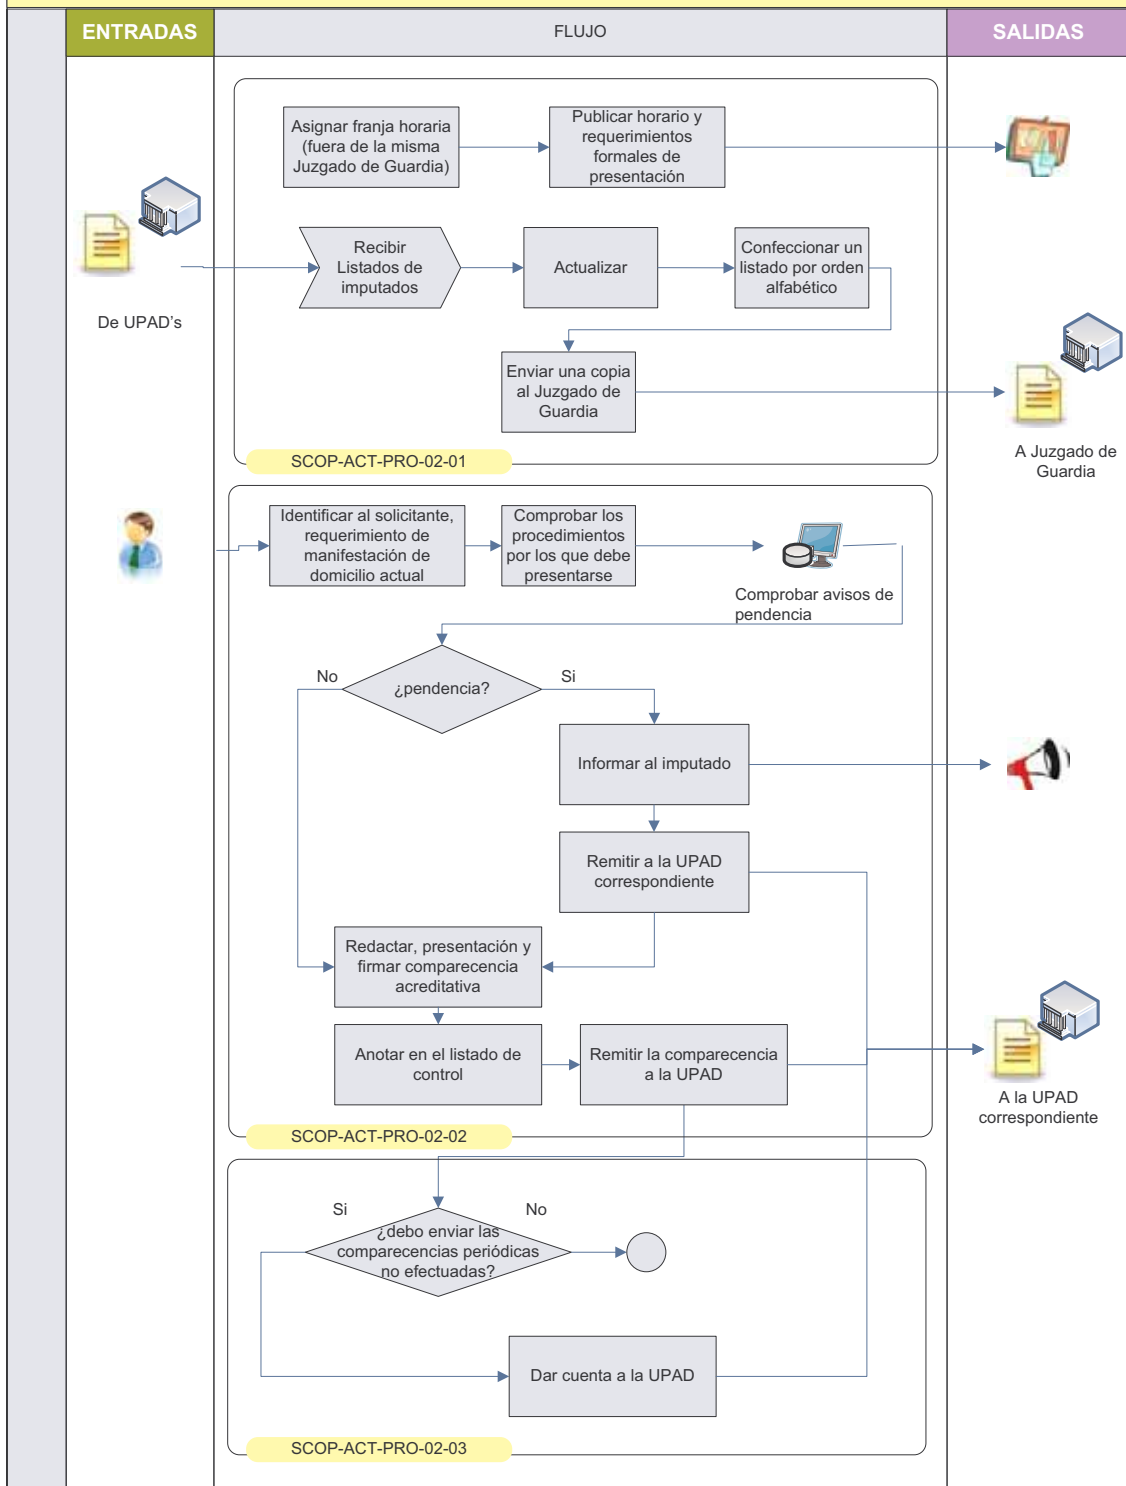 ENTRADAS
FLUJO
SALIDAS
Asignar franja horaria
(fuera de la misma
Juzgado de Guardia)
Publicar horario y
requerimientos
formales de
presentación
De UPAD's
Recibir
Listados de
imputados
Actualizar
Confeccionar un
listado por orden
alfabético
Enviar una copia
al Juzgado de
Guardia
A Juzgado de
Guardia
SCOP-ACT-PRO-02-01
Identificar al solicitante,
requerimiento de
manifestación de
domicilio actual
Comprobar los
procedimientos
por los que debe
presentarse
Comprobar avisos de
pendencia
¿pendencia?
No
Si
Informar al imputado
Remitir a la UPAD
correspondiente
Redactar, presentación y
firmar comparecencia
acreditativa
Anotar en el listado de
control
Remitir la comparecencia
a la UPAD
A la UPAD
correspondiente
SCOP-ACT-PRO-02-02
Si
No
¿debo enviar las
comparecencias periódicas
no efectuadas?
Dar cuenta a la UPAD
SCOP-ACT-PRO-02-03